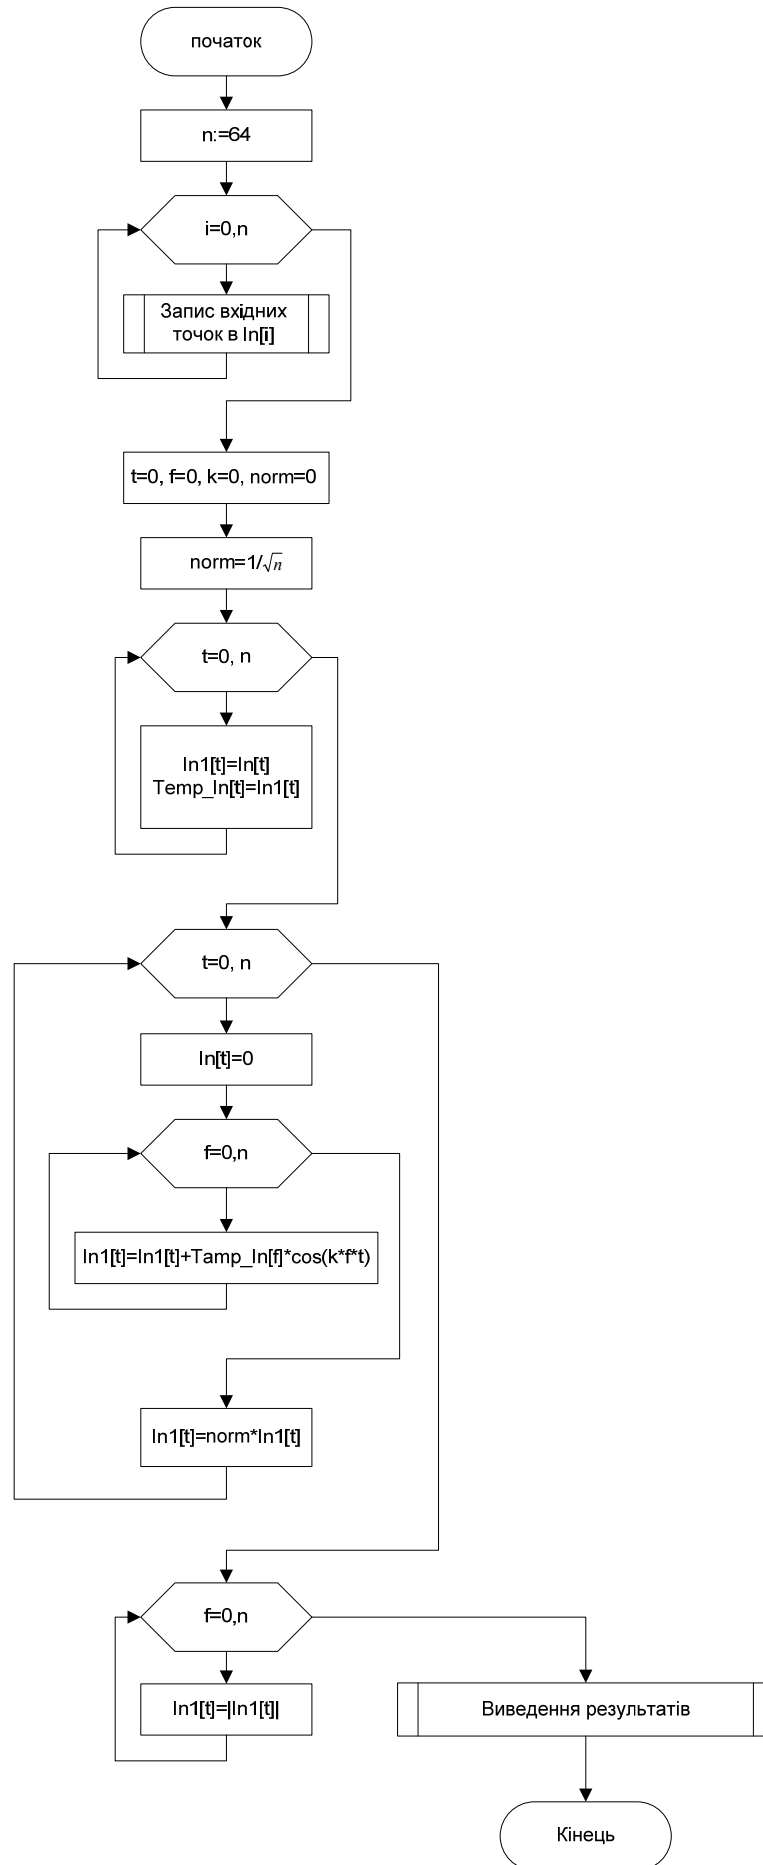 початок
n:=64
i=0,n
Запис вхідних
точок в In[i]
t=0, f=0, k=0, norm=0
norm=1/√n
t=0, n
In1[t]=In[t]
Temp_In[t]=In1[t]
t=0, n
In[t]=0
f=0,n
In1[t]=In1[t]+Tamp_In[f]*cos(k*f*t)
In1[t]=norm*In1[t]
f=0,n
In1[t]=|In1[t]|
Виведення результатів
Кінець